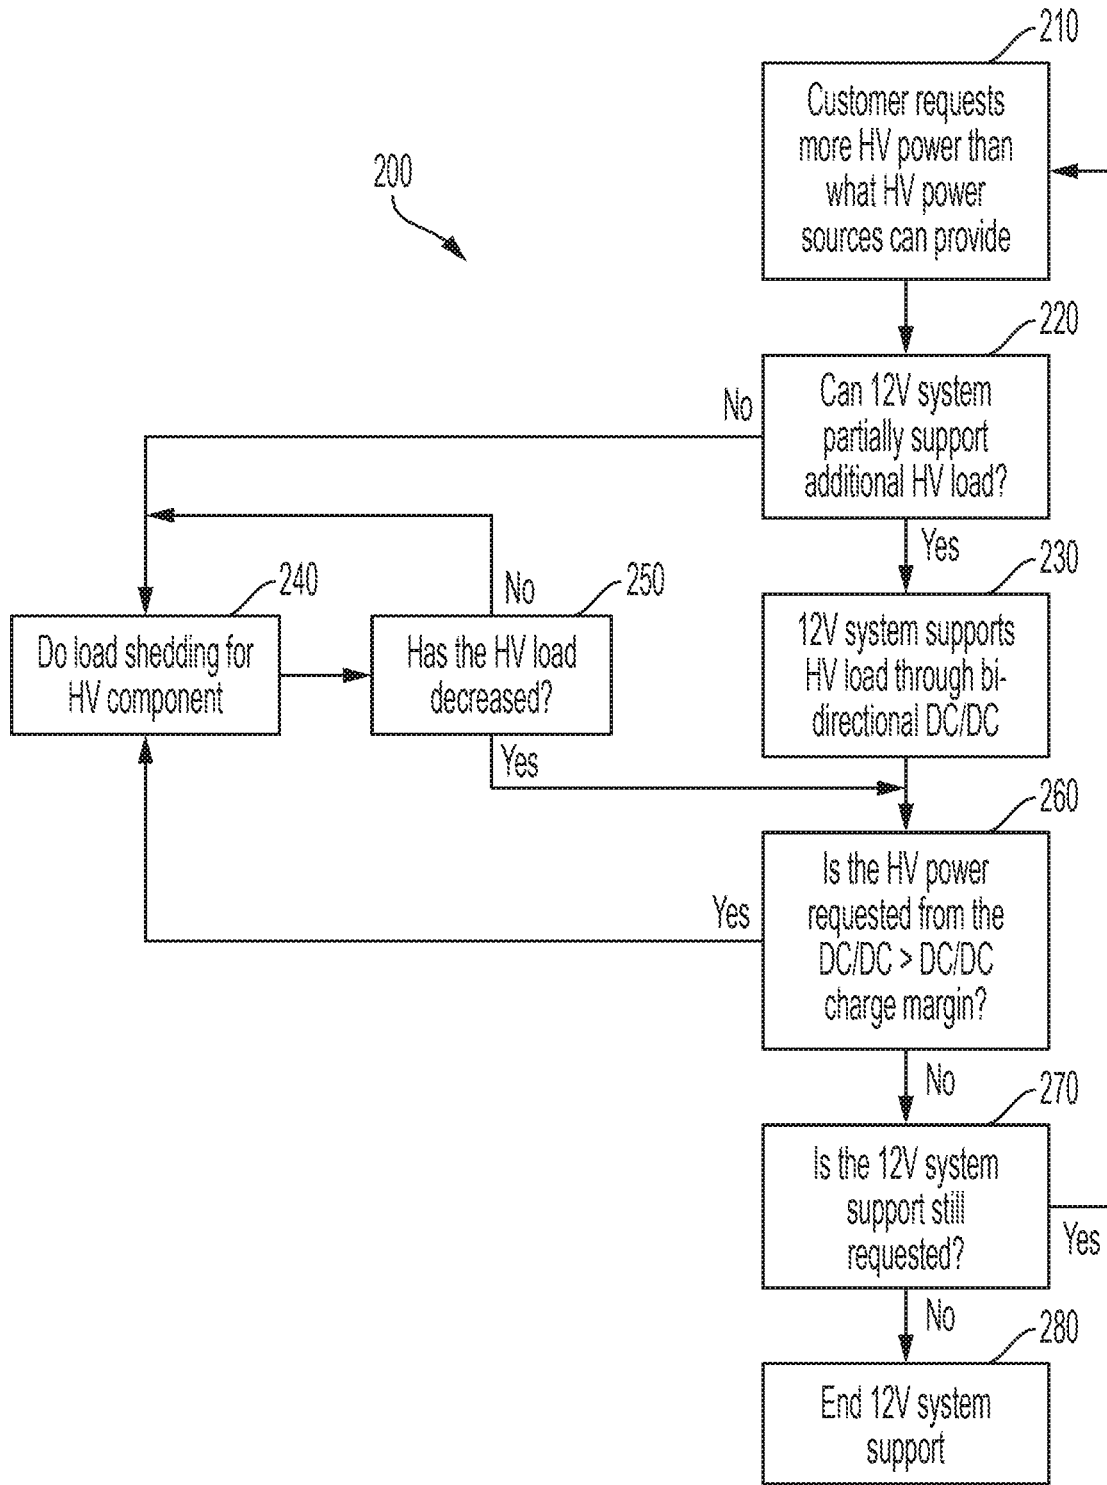 210
Customer requests
more HV power than
what HV power
sources can provide
200
220
Can 12V system
partially support
additional HV load?
No
Yes
230
12V system supports
HV load through bi-
directional DC/DC
240
Do load shedding for
HV component
No
250
Has the HV load
decreased?
Yes
260
Is the HV power
requested from the
DC/DC > DC/DC
charge margin?
Yes
No
270
Is the 12V system
support still
requested?
Yes
No
280
End 12V system
support